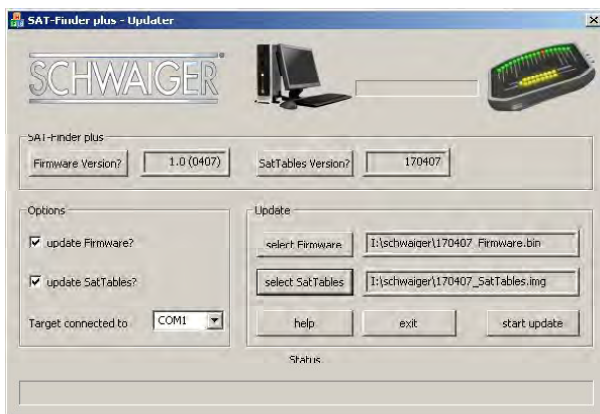 SAT-Finder plus - Updater
SCHWAIGER
SAT-Finder plus
Firmware Version? 1.0 (0407) SatTables Version? 170407
Options
Update
update Firmware?
select Firmware I:\schwaiger\170407_Firmware.bin
update SatTables?
select SatTables I:\schwaiger\170407_SatTables.img
Target connected to COM1
help exit start update
Status